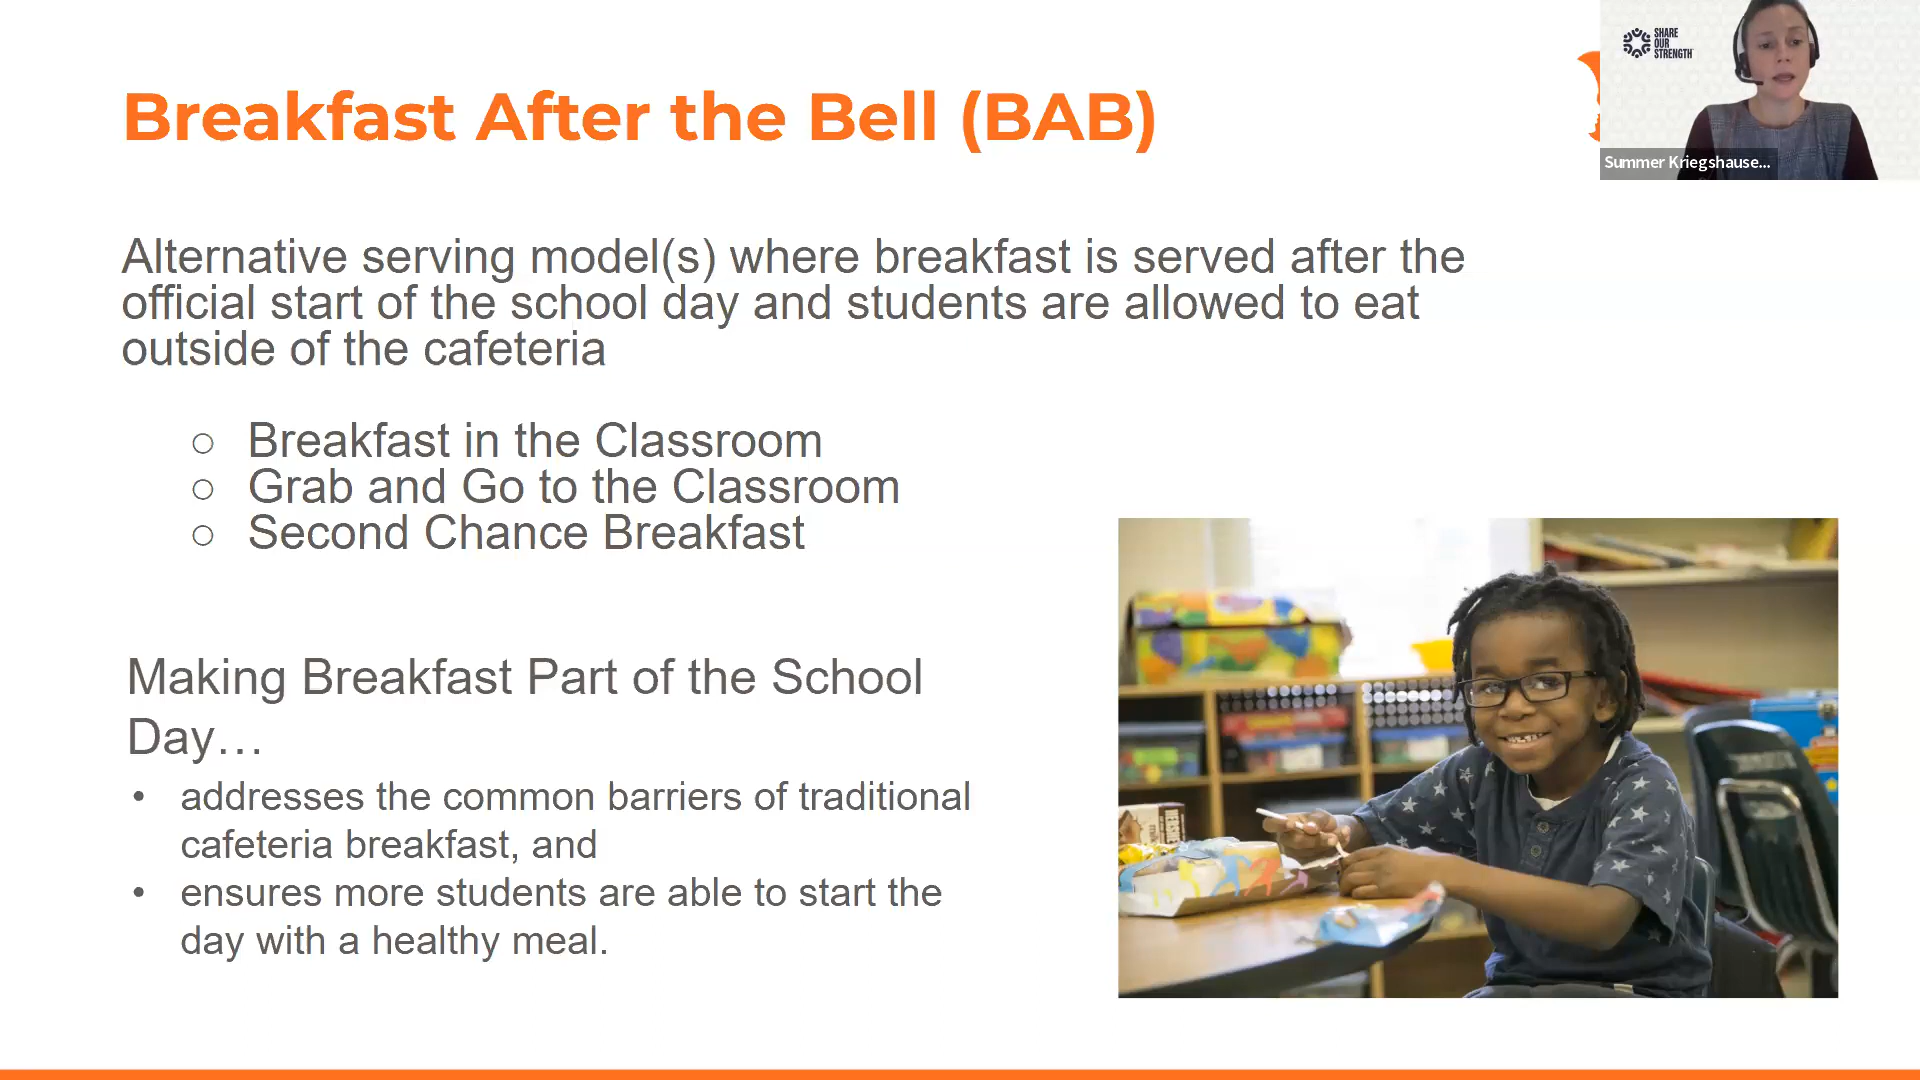 Breakfast After the Bell (BAB)
SHARE
OUR
STRENGTH
Summer Kriegshause...
Alternative serving model(s) where breakfast is served after the
official start of the school day and students are allowed to eat
outside of the cafeteria
○ Breakfast in the Classroom
○ Grab and Go to the Classroom
○ Second Chance Breakfast
Making Breakfast Part of the School
Day…
• addresses the common barriers of traditional
cafeteria breakfast, and
• ensures more students are able to start the
day with a healthy meal.